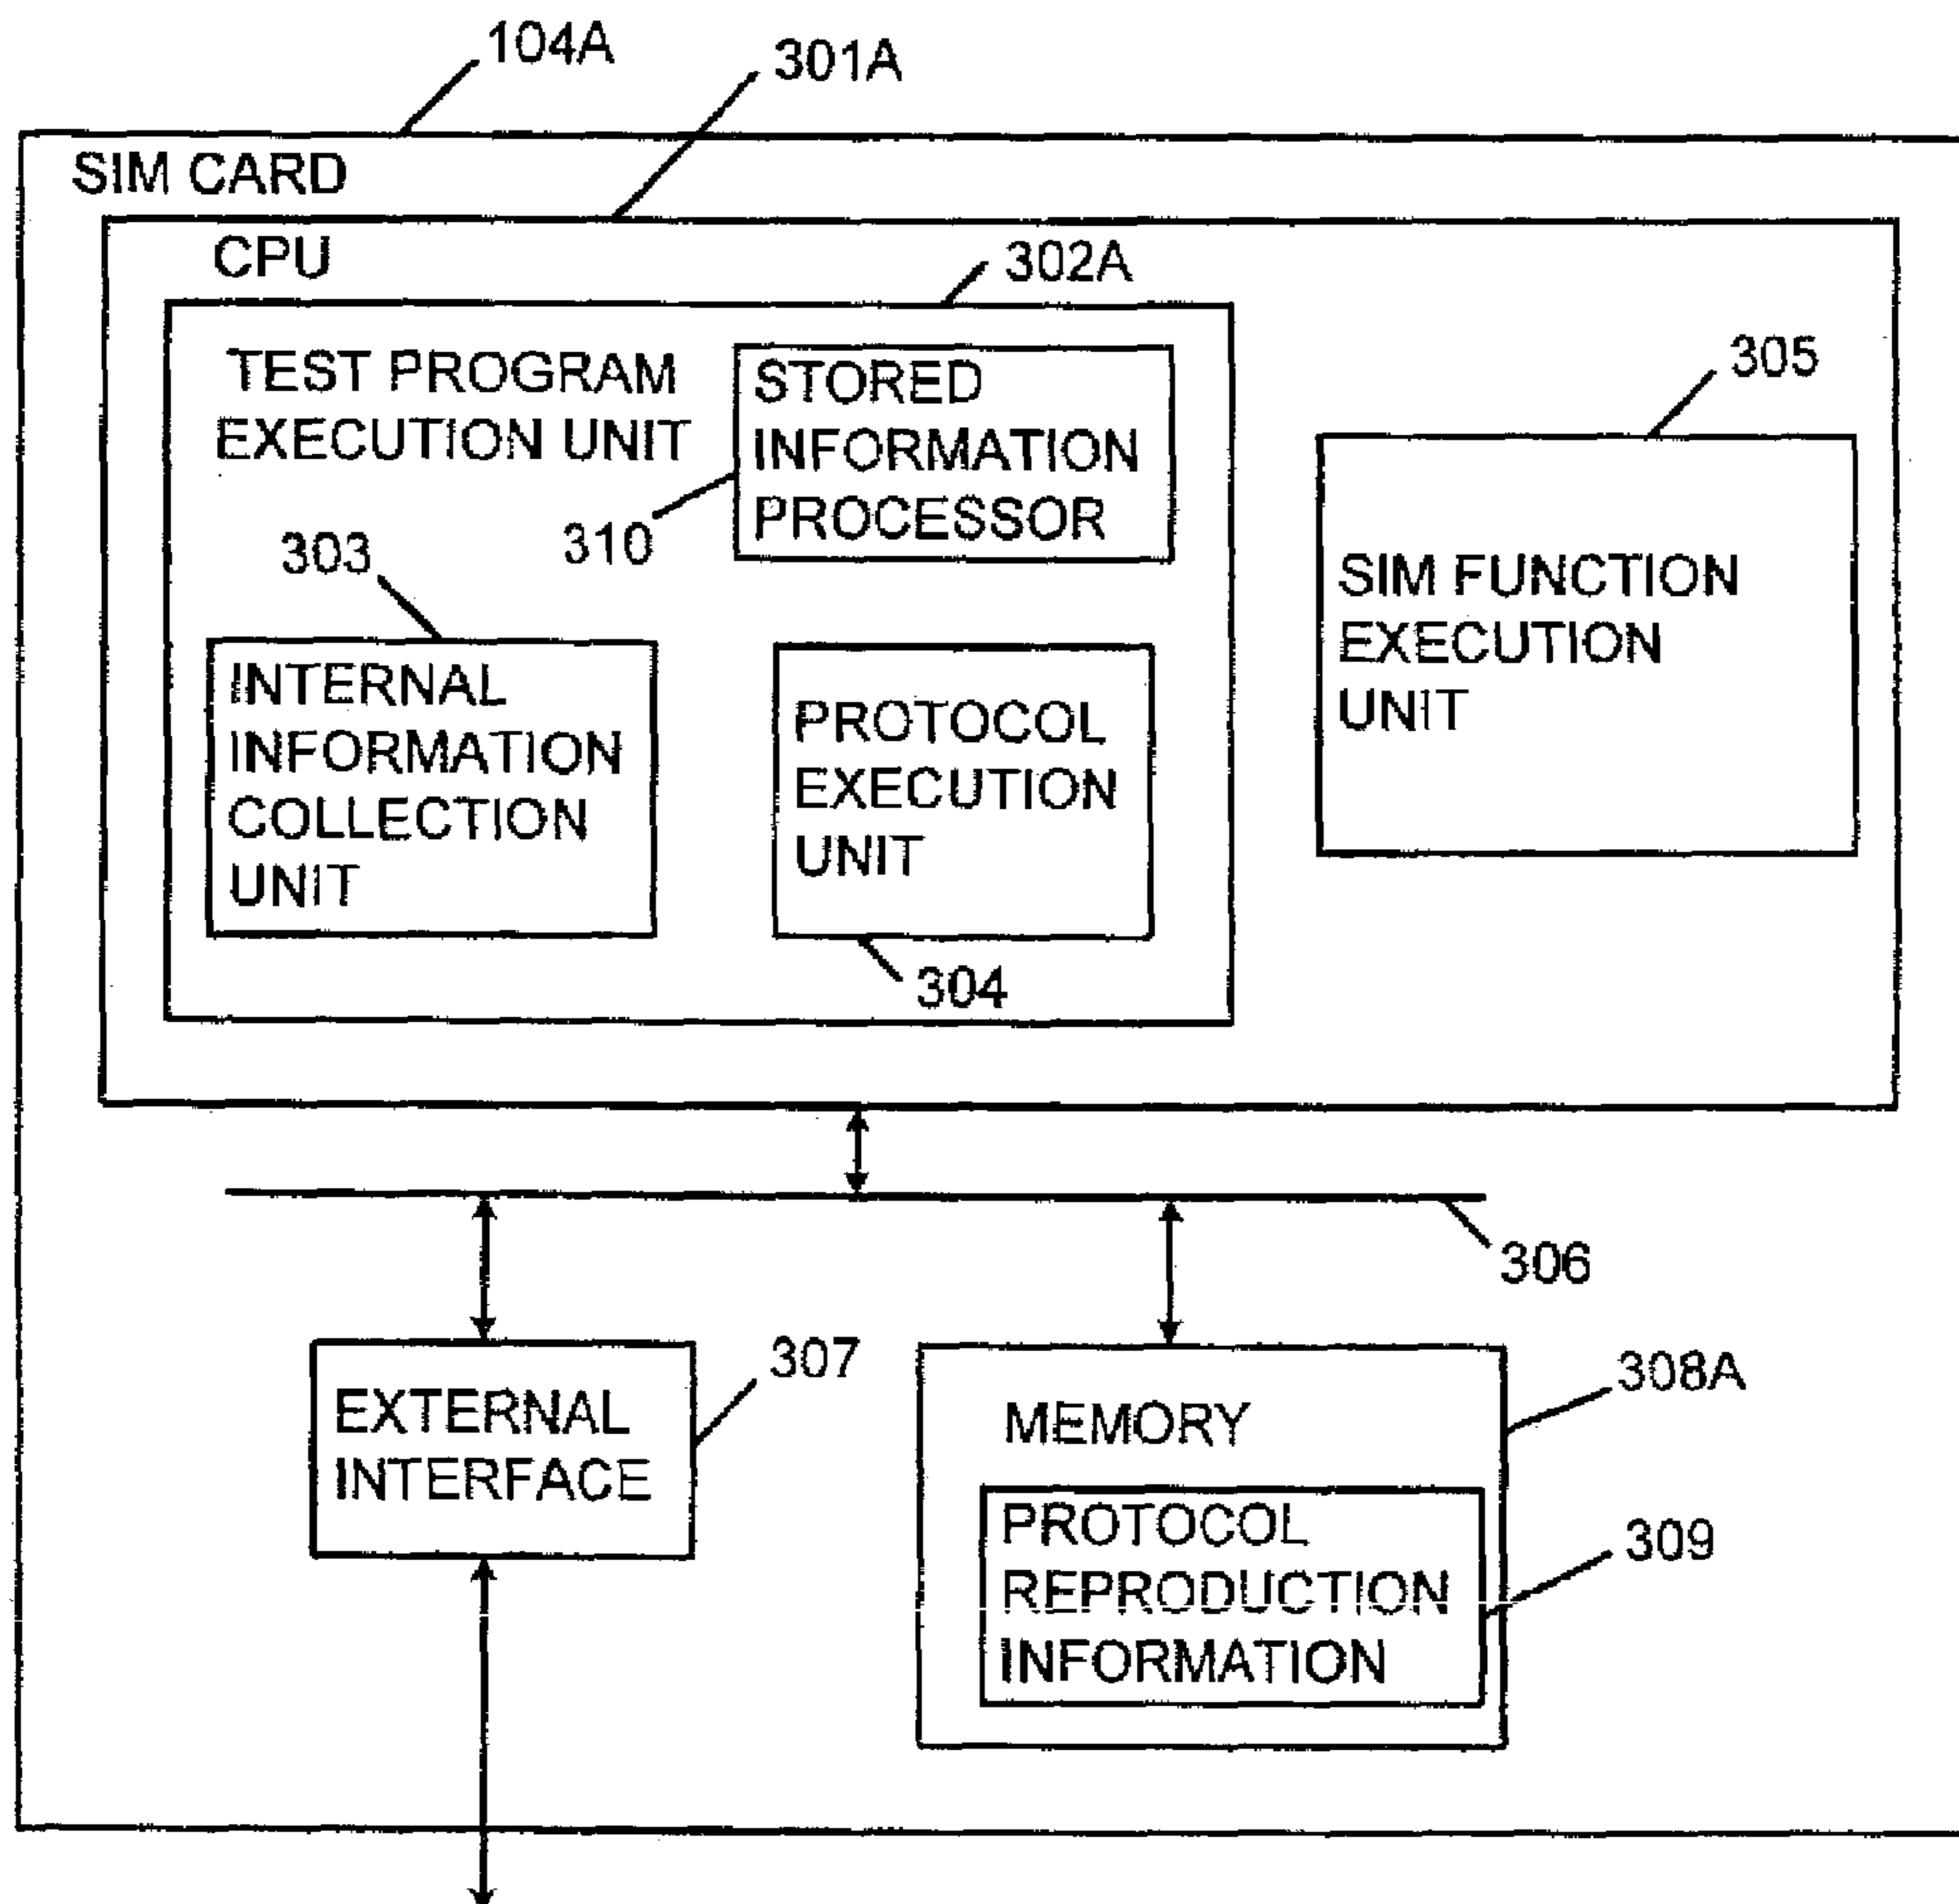 104A
301A
SIM CARD
CPU
302A
TEST PROGRAM
EXECUTION UNIT
STORED
INFORMATION
PROCESSOR
310
305
SIM FUNCTION
EXECUTION
UNIT
303
INTERNAL
INFORMATION
COLLECTION
UNIT
PROTOCOL
EXECUTION
UNIT
304
306
EXTERNAL
INTERFACE
307
MEMORY
308A
PROTOCOL
REPRODUCTION
INFORMATION
309